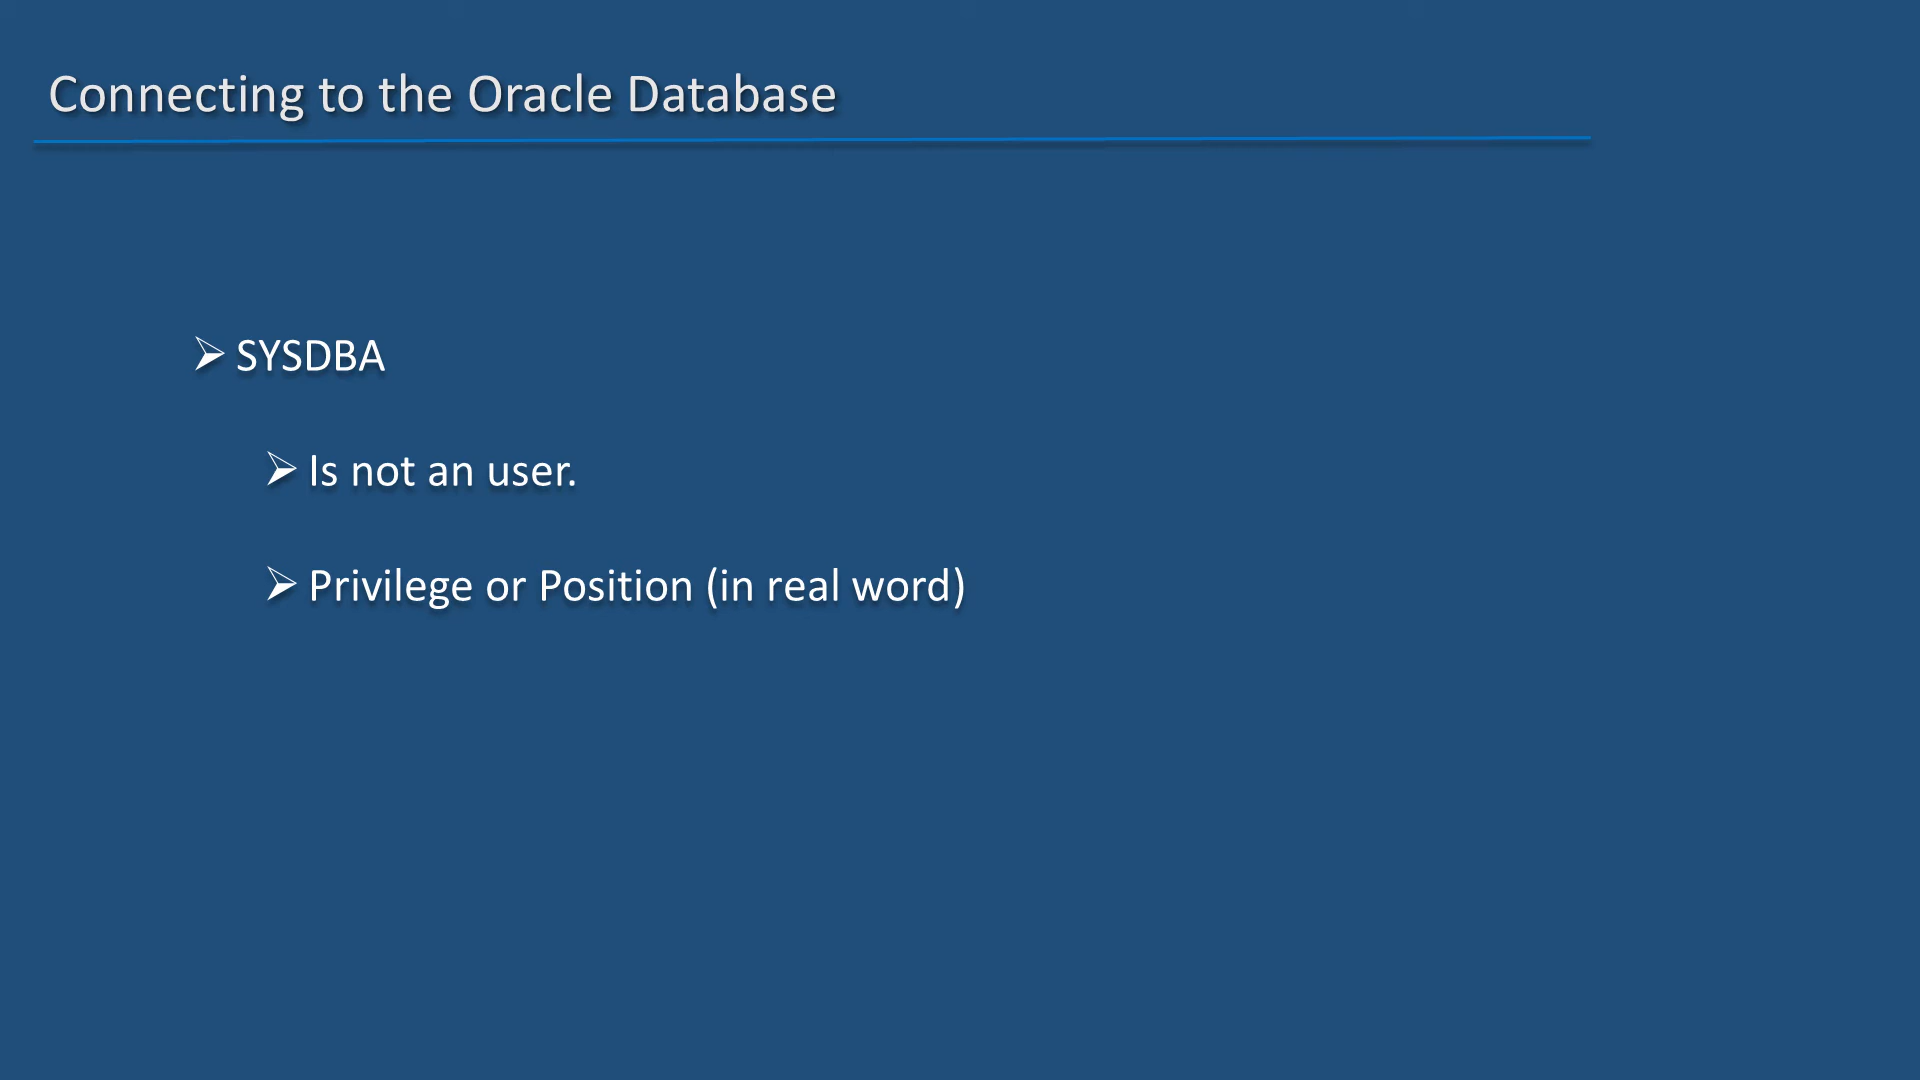 Connecting to the Oracle Database
SYSDBA
Is not an user.
Privilege or Position (in real word)